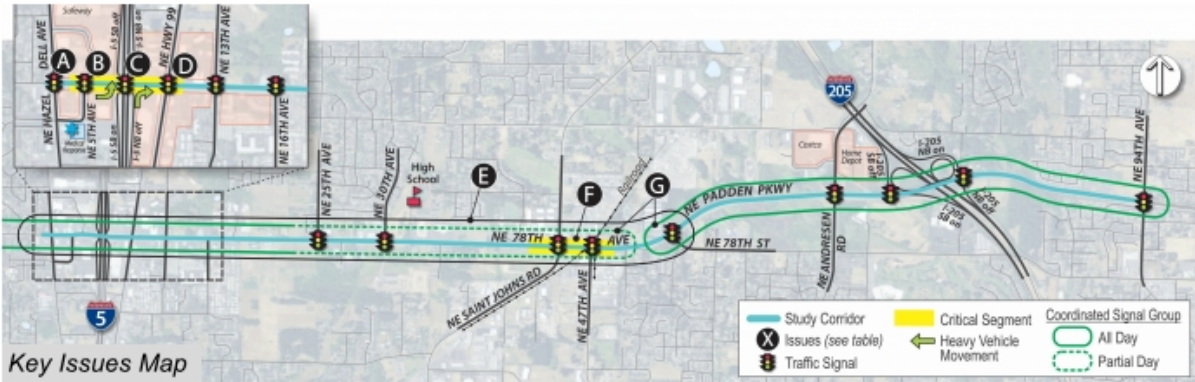 Safeway
DELL AVE
I-5 SB off
I-5 NB on
NE HWY 99
NE 13TH AVE
A
B
C
D
NE HAZEL
NE 5TH AVE
I-5 SB on
I-5 NB off
NE 16TH AVE
205
I-205
NB on
NE 94TH AVE
NE 25TH AVE
NE 30TH AVE
High
School
E
F
Railroad
G
Costco
Home
Depot
I-205
SB off
NE PADDEN PKWY
I-205
NB off
I-205
SB on
NE 78TH AVE
NE 78TH ST
NE ANDRESEN
RD
NE SAINT JOHNS RD
NE 47TH AVE
5
Key Issues Map
Study Corridor
X Issues (see table)
Traffic Signal
Critical Segment
Heavy Vehicle
Movement
Coordinated Signal Group
All Day
Partial Day